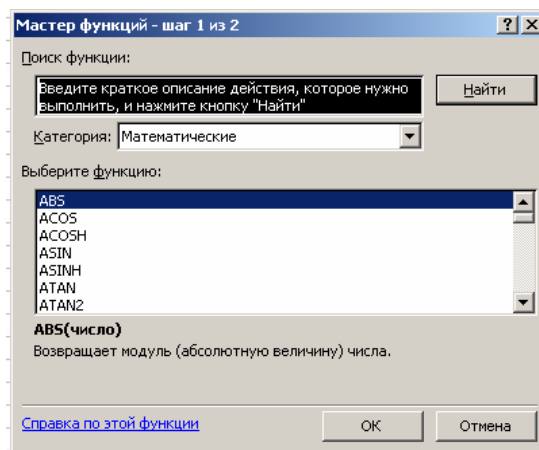 Мастер функций - шаг 1 из 2
Поиск функции:
Введите краткое описание действия, которое нужно
выполнить, и нажмите кнопку "Найти"
Найти
Категория: Математические
Выберите функцию:
ABS
ACOS
ACOSH
ASIN
ASINH
ATAN
ATAN2
ABS(число)
Возвращает модуль (абсолютную величину) числа.
Справка по этой функции
ОК
Отмена